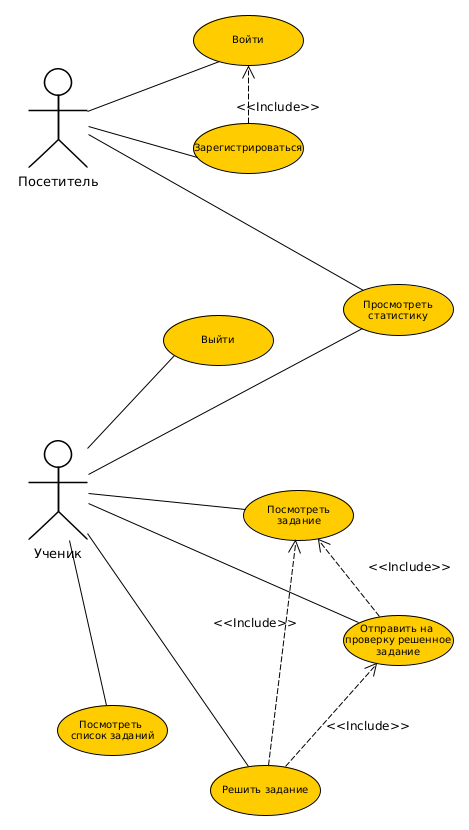 Войти
<<Include>>
Зарегистрироваться
Посетитель
Просмотреть
статистику
Выйти
Посмотреть
задание
Ученик
<<Include>>
<<Include>>
Отправить на
проверку решенное
задание
Посмотреть
список заданий
<<Include>>
Решить задание